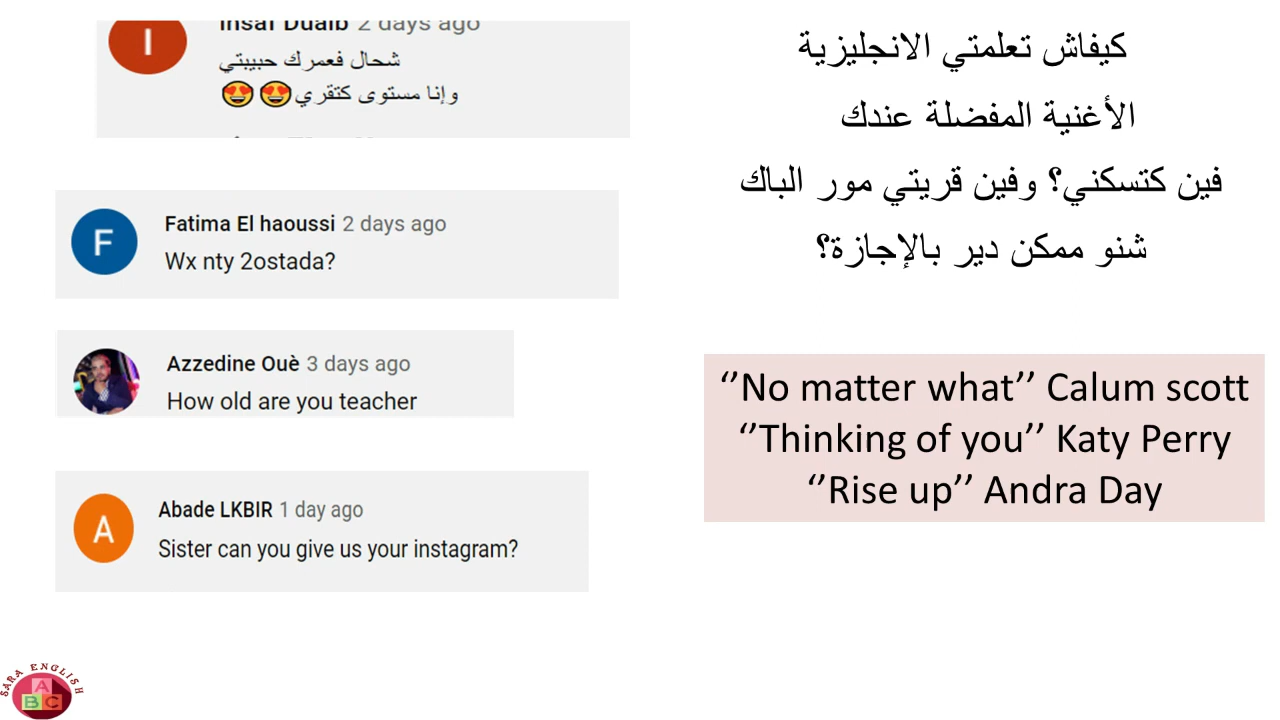 Insaf Duaib 2 days ago
شحال فعمرك حبيبتي
وإنا مستوى كتقري😍😍
I
F
Fatima El haoussi 2 days ago
Wx nty 2ostada?
Azzedine Ouè 3 days ago
How old are you teacher
A
Abade LKBIR 1 day ago
Sister can you give us your instagram?
كيفاش تعلمتي الانجليزية
الأغنية المفضلة عندك
فين كتسكني؟ وفين قريتي مور الباك
شنو ممكن دير بالإجازة؟
‘’No matter what’’ Calum scott
‘’Thinking of you’’ Katy Perry
‘’Rise up’’ Andra Day
SARA ENGLISH
A
B C